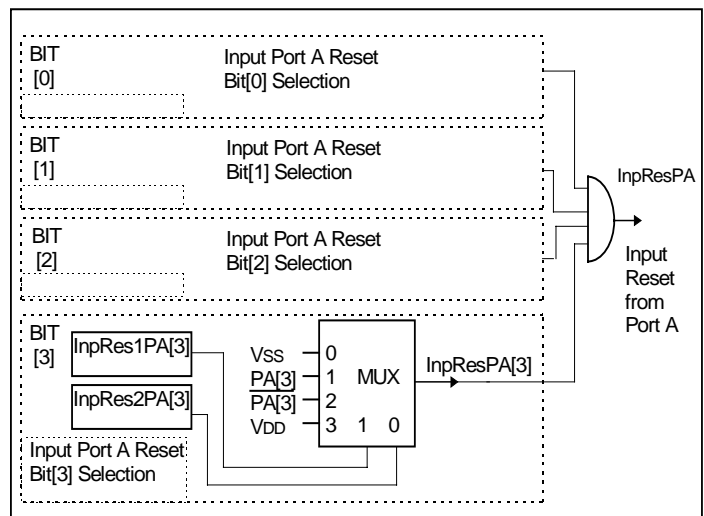 BIT
[0]
Input Port A Reset
Bit[0] Selection
BIT
[1]
Input Port A Reset
Bit[1] Selection
BIT
[2]
Input Port A Reset
Bit[2] Selection
InpResPA
Input
Reset
from
Port A
BIT
[3]
InpRes1PA[3]
InpRes2PA[3]
VSS 0
PA[3] 1 MUX
PA[3] 2
VDD 3 1 0
InpResPA[3]
Input Port A Reset
Bit[3] Selection